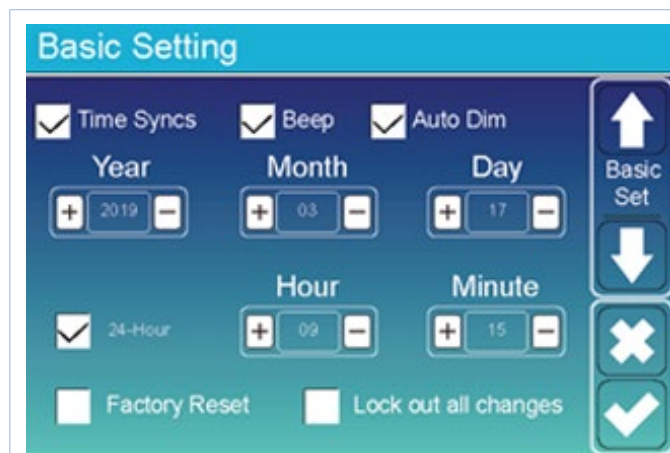 Basic Setting
Time Syncs Beep Auto Dim
Year Month Day
+ 2019 − + 03 − + 17 −
Basic
Set
Hour Minute
24-Hour + 09 − + 15 −
Factory Reset Lock out all changes